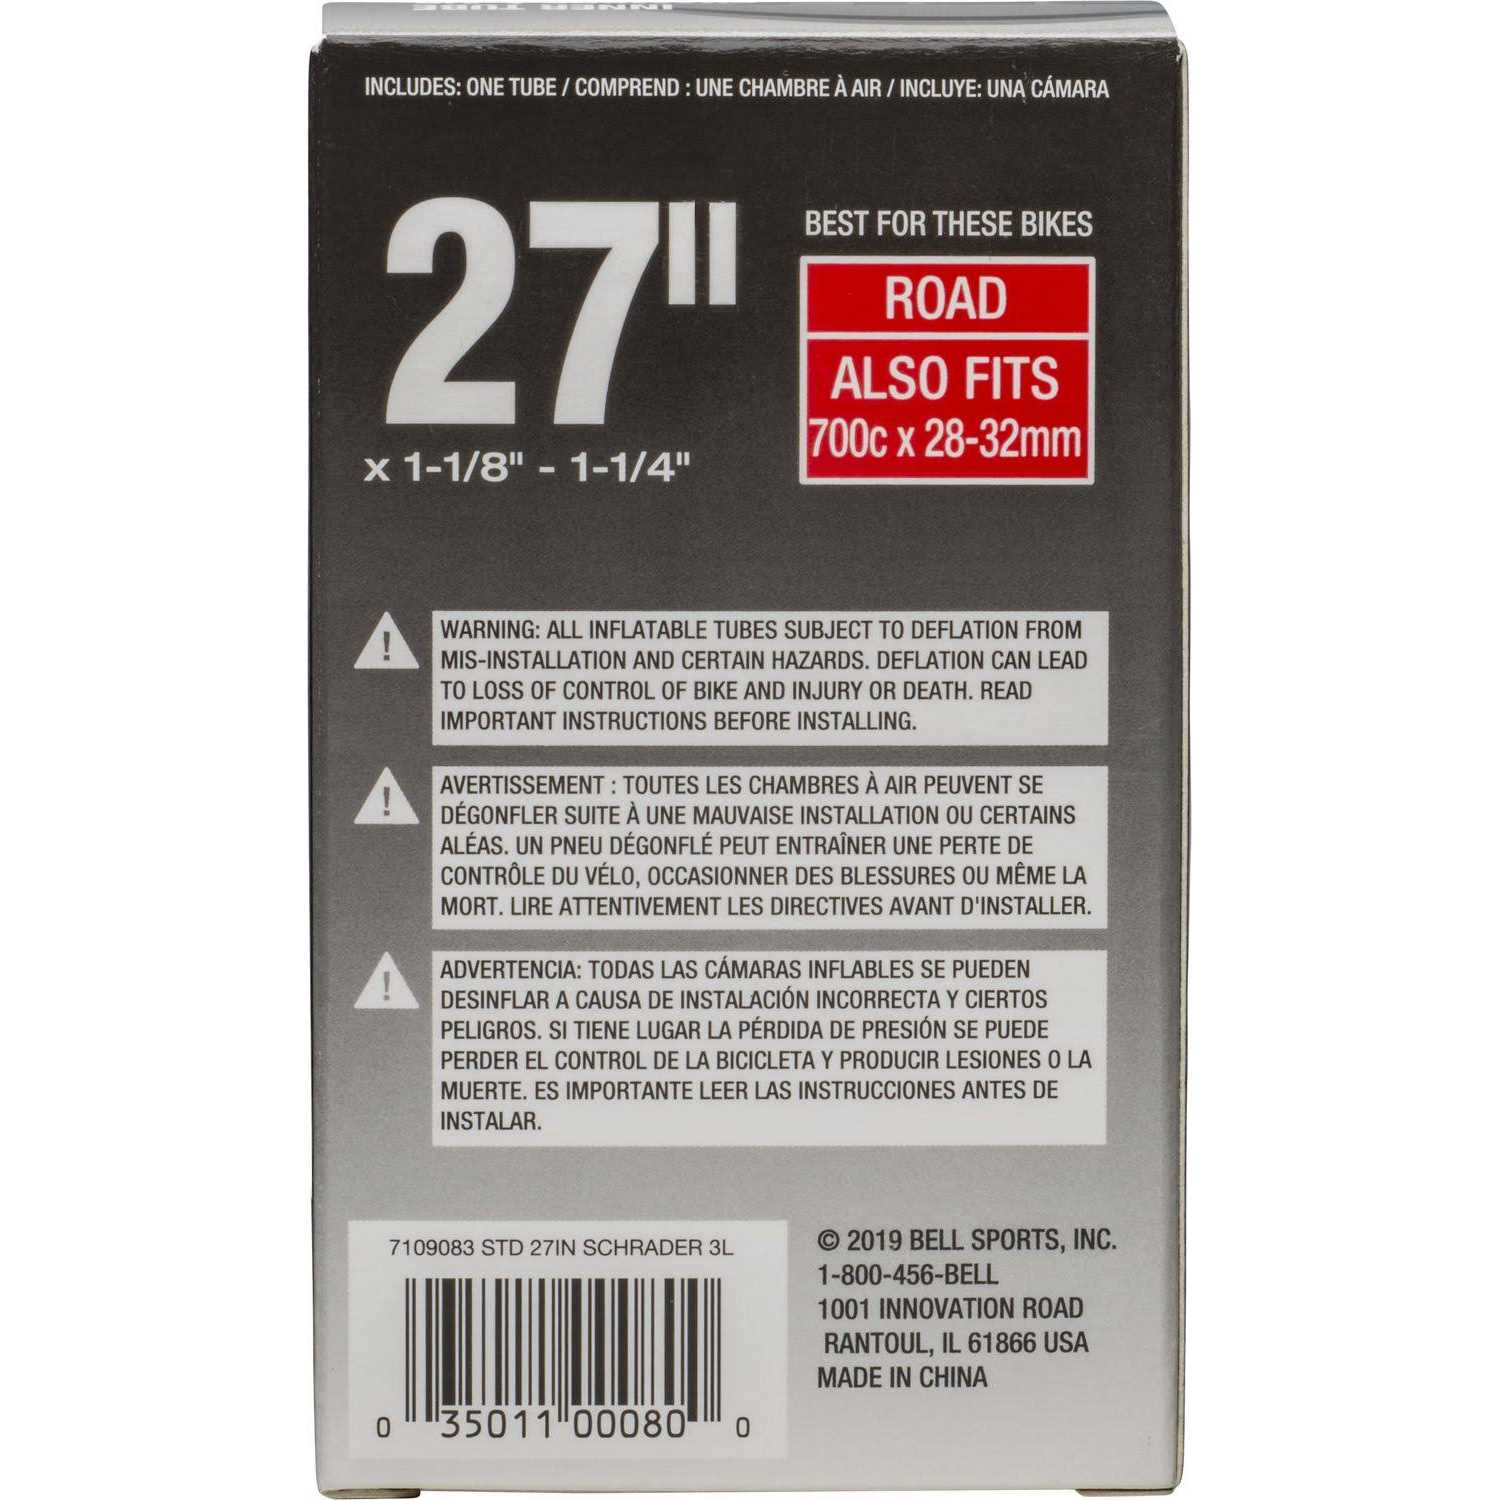 INNER TUBE
INCLUDES: ONE TUBE / COMPREND : UNE CHAMBRE À AIR / INCLUYE: UNA CÁMARA
27"
x 1-1/8" - 1-1/4"
BEST FOR THESE BIKES
ROAD
ALSO FITS
700c x 28-32mm
WARNING: ALL INFLATABLE TUBES SUBJECT TO DEFLATION FROM
MIS-INSTALLATION AND CERTAIN HAZARDS. DEFLATION CAN LEAD
TO LOSS OF CONTROL OF BIKE AND INJURY OR DEATH. READ
IMPORTANT INSTRUCTIONS BEFORE INSTALLING.
AVERTISSEMENT : TOUTES LES CHAMBRES À AIR PEUVENT SE
DÉGONFLER SUITE À UNE MAUVAISE INSTALLATION OU CERTAINS
ALÉAS. UN PNEU DÉGONFLÉ PEUT ENTRAÎNER UNE PERTE DE
CONTRÔLE DU VÉLO, OCCASIONNER DES BLESSURES OU MÊME LA
MORT. LIRE ATTENTIVEMENT LES DIRECTIVES AVANT D'INSTALLER.
ADVERTENCIA: TODAS LAS CÁMARAS INFLABLES SE PUEDEN
DESINFLAR A CAUSA DE INSTALACIÓN INCORRECTA Y CIERTOS
PELIGROS. SI TIENE LUGAR LA PÉRDIDA DE PRESIÓN SE PUEDE
PERDER EL CONTROL DE LA BICICLETA Y PRODUCIR LESIONES O LA
MUERTE. ES IMPORTANTE LEER LAS INSTRUCCIONES ANTES DE
INSTALAR.
7109083 STD 27IN SCHRADER 3L
0 35011 00080 0
© 2019 BELL SPORTS, INC.
1-800-456-BELL
1001 INNOVATION ROAD
RANTOUL, IL 61866 USA
MADE IN CHINA